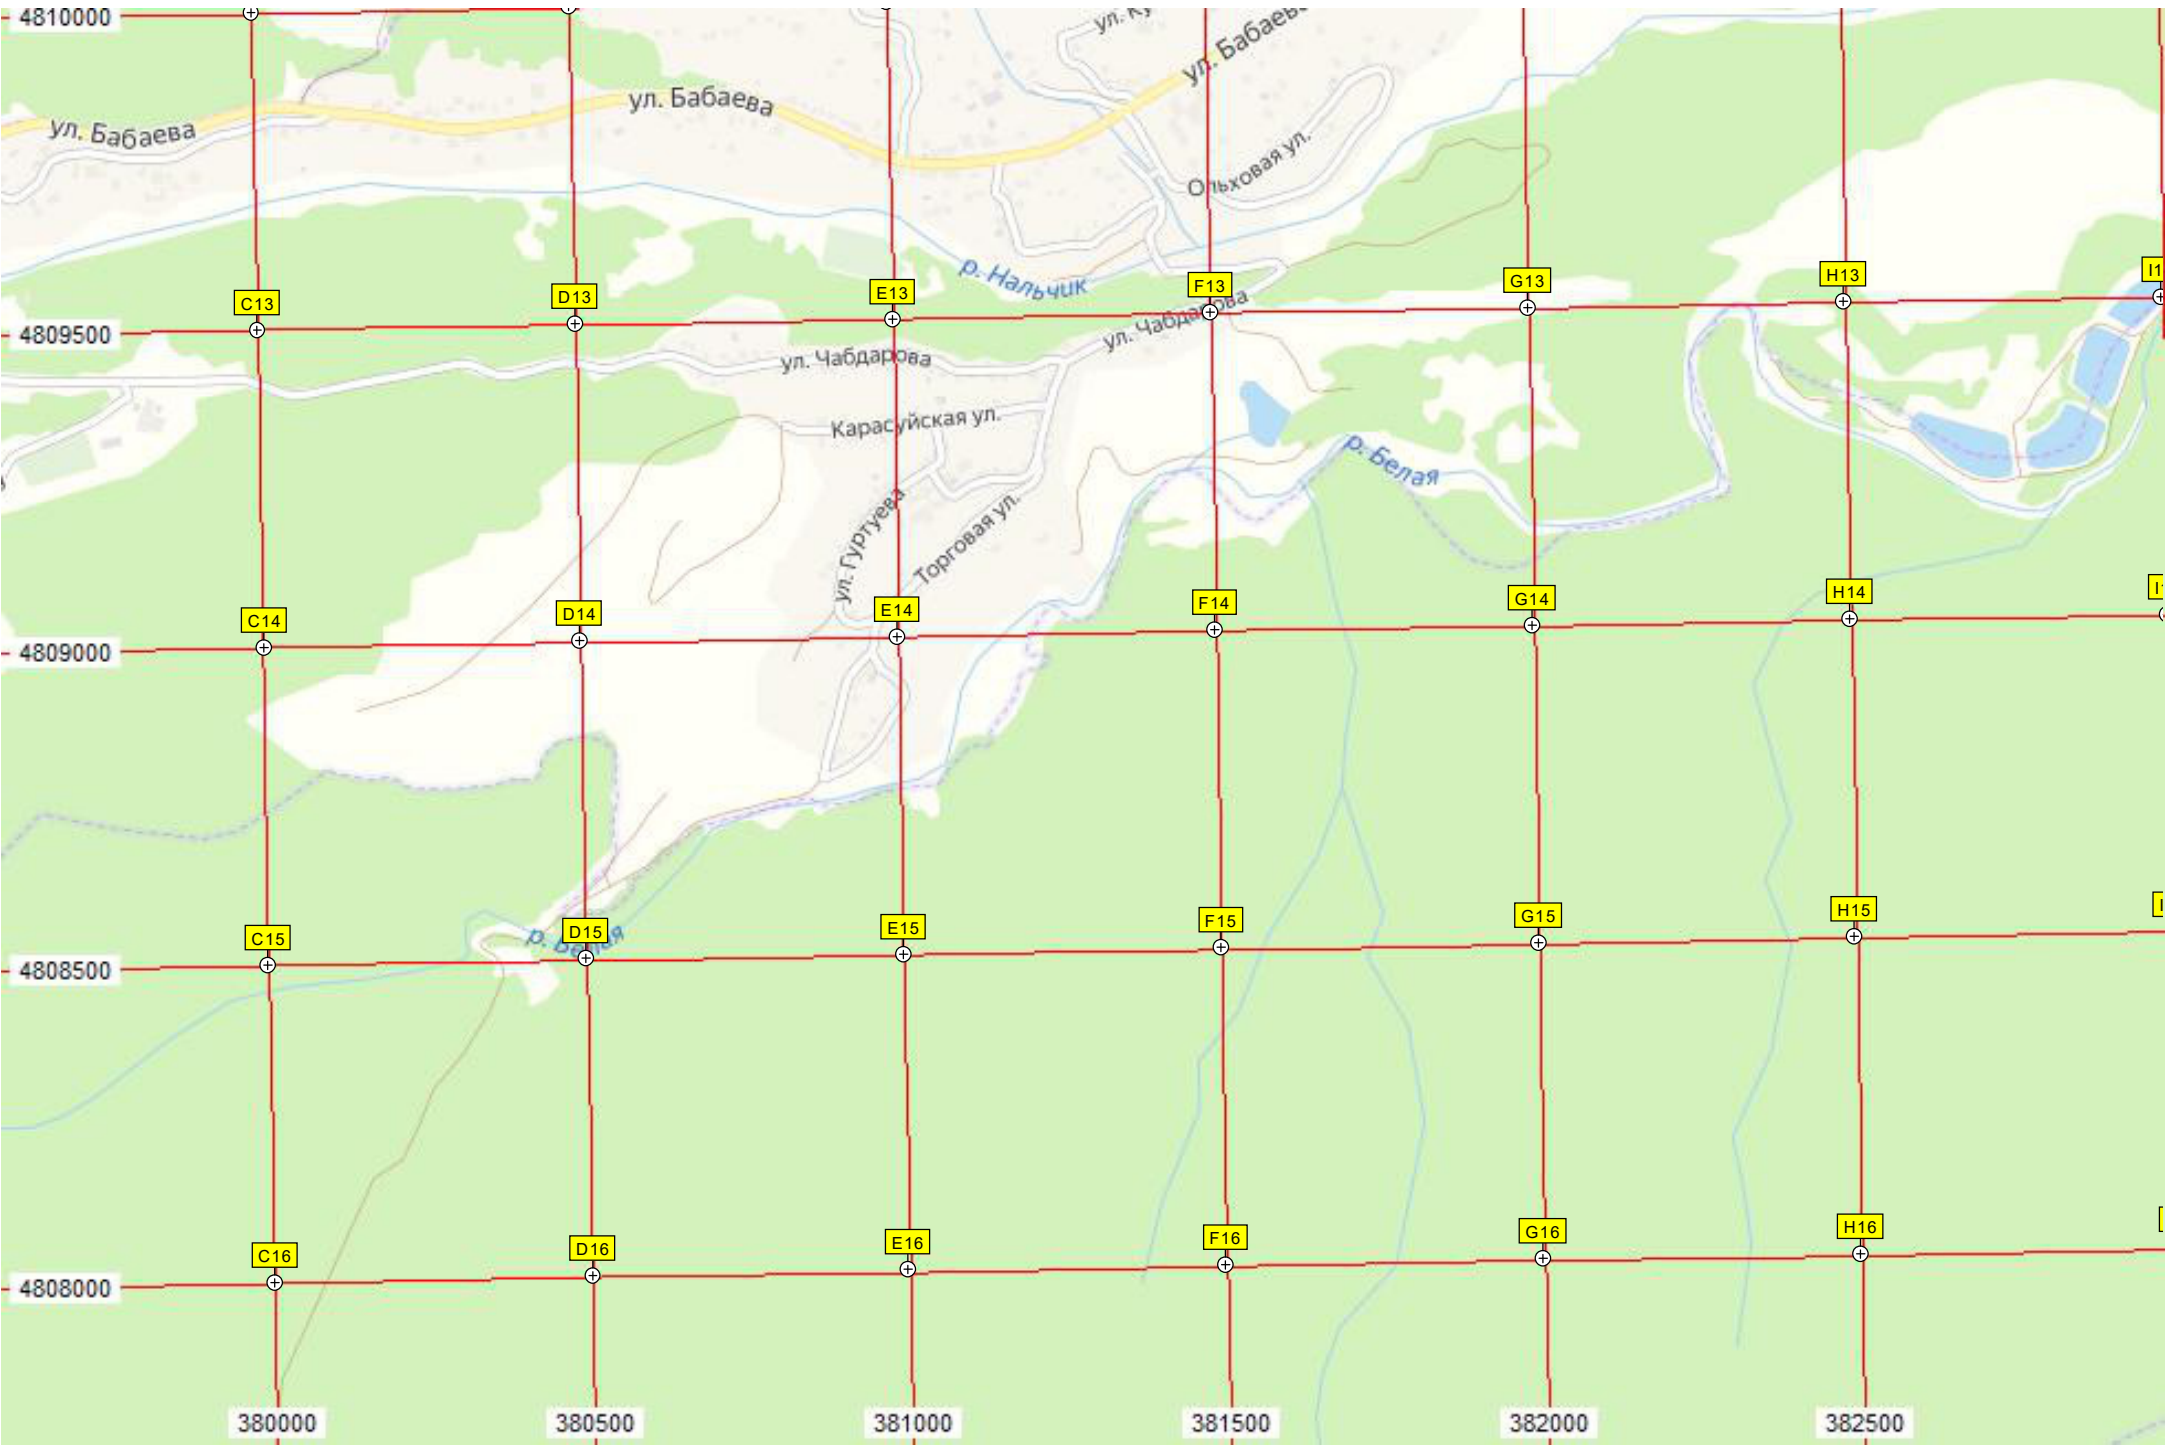 4810000
ул. Бабаева
ул. Бабаева
ул. Бабаева
Ольховая ул.
р. Нальчик
C13
D13
E13
F13
G13
H13
4809500
ул. Чабдарова
ул. Чабдарова
Карасуйская ул.
р. Белая
ул. Гуртуева
Торговая ул.
C14
D14
E14
F14
G14
H14
4809000
C15
D15
E15
F15
G15
H15
р. Белая
4808500
C16
D16
E16
F16
G16
H16
4808000
380000
380500
381000
381500
382000
382500